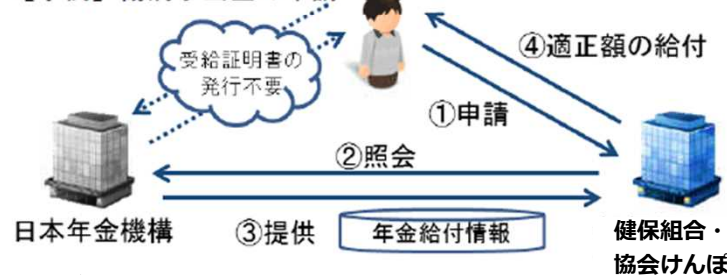 受給証明書の
発行不要
④適正額の給付
①申請
②照会
日本年金機構
③提供
年金給付情報
健保組合・
協会けんぽ